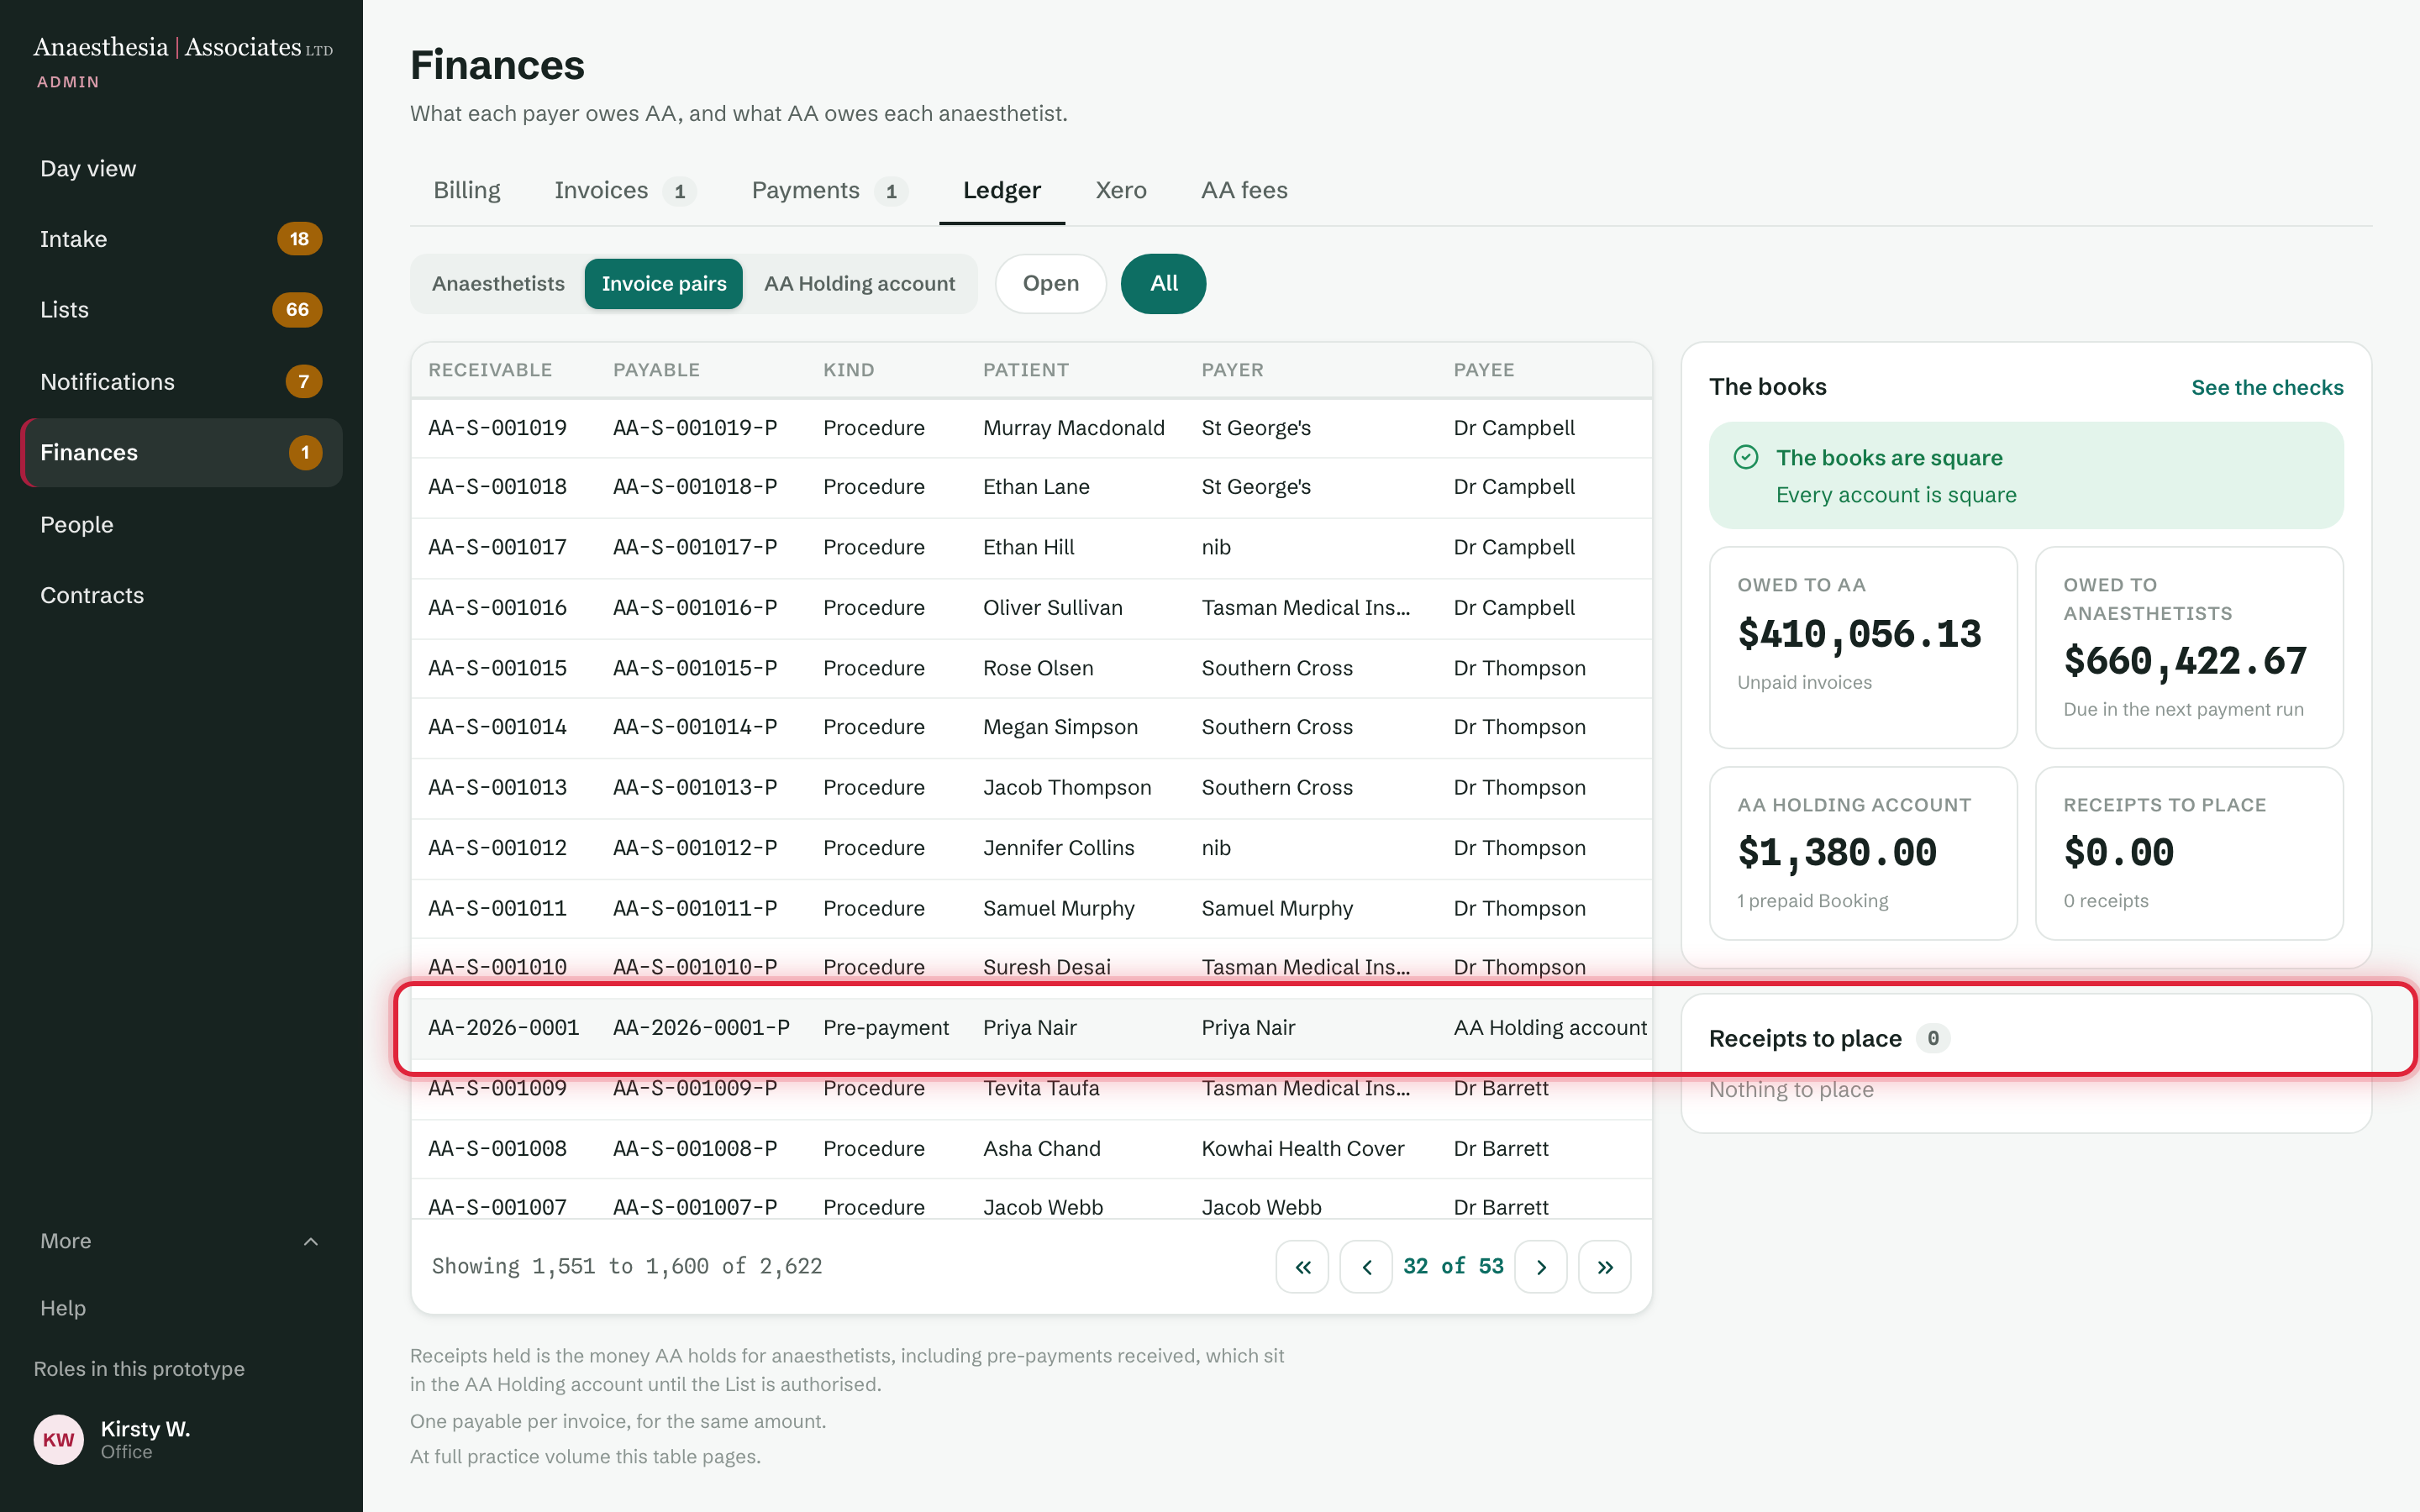 Anaesthesia | Associates LTD
ADMIN
Day view
Intake 18
Lists 66
Notifications 7
Finances 1
People
Contracts
More
Help
Roles in this prototype
KW
Kirsty W.
Office
Finances
What each payer owes AA, and what AA owes each anaesthetist.
Billing Invoices 1 Payments 1 Ledger Xero AA fees
Anaesthetists Invoice pairs AA Holding account Open All
RECEIVABLE PAYABLE KIND PATIENT PAYER PAYEE
AA-S-001019 AA-S-001019-P Procedure Murray Macdonald St George's Dr Campbell
AA-S-001018 AA-S-001018-P Procedure Ethan Lane St George's Dr Campbell
AA-S-001017 AA-S-001017-P Procedure Ethan Hill nib Dr Campbell
AA-S-001016 AA-S-001016-P Procedure Oliver Sullivan Tasman Medical Ins... Dr Campbell
AA-S-001015 AA-S-001015-P Procedure Rose Olsen Southern Cross Dr Thompson
AA-S-001014 AA-S-001014-P Procedure Megan Simpson Southern Cross Dr Thompson
AA-S-001013 AA-S-001013-P Procedure Jacob Thompson Southern Cross Dr Thompson
AA-S-001012 AA-S-001012-P Procedure Jennifer Collins nib Dr Thompson
AA-S-001011 AA-S-001011-P Procedure Samuel Murphy Samuel Murphy Dr Thompson
AA-S-001010 AA-S-001010-P Procedure Suresh Desai Tasman Medical Ins... Dr Thompson
AA-2026-0001 AA-2026-0001-P Pre-payment Priya Nair Priya Nair AA Holding account
AA-S-001009 AA-S-001009-P Procedure Tevita Taufa Tasman Medical Ins... Dr Barrett
AA-S-001008 AA-S-001008-P Procedure Asha Chand Kowhai Health Cover Dr Barrett
AA-S-001007 AA-S-001007-P Procedure Jacob Webb Jacob Webb Dr Barrett
Showing 1,551 to 1,600 of 2,622
« ‹ 32 of 53 › »
Receipts held is the money AA holds for anaesthetists, including pre-payments received, which sit
in the AA Holding account until the List is authorised.
One payable per invoice, for the same amount.
At full practice volume this table pages.
The books
See the checks
The books are square
Every account is square
OWED TO AA
$410,056.13
Unpaid invoices
OWED TO
ANAESTHETISTS
$660,422.67
Due in the next payment run
AA HOLDING ACCOUNT
$1,380.00
1 prepaid Booking
RECEIPTS TO PLACE
$0.00
0 receipts
Receipts to place 0
Nothing to place